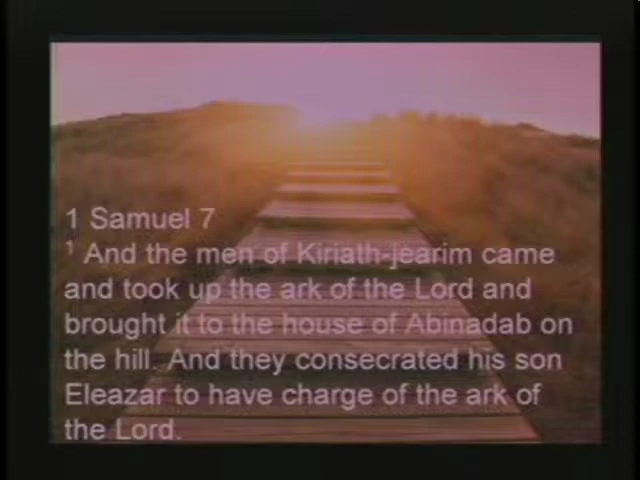 1 Samuel 7
1 And the men of Kiriath-jearim came
and took up the ark of the Lord and
brought it to the house of Abinadab on
the hill. And they consecrated his son
Eleazar to have charge of the ark of
the Lord.